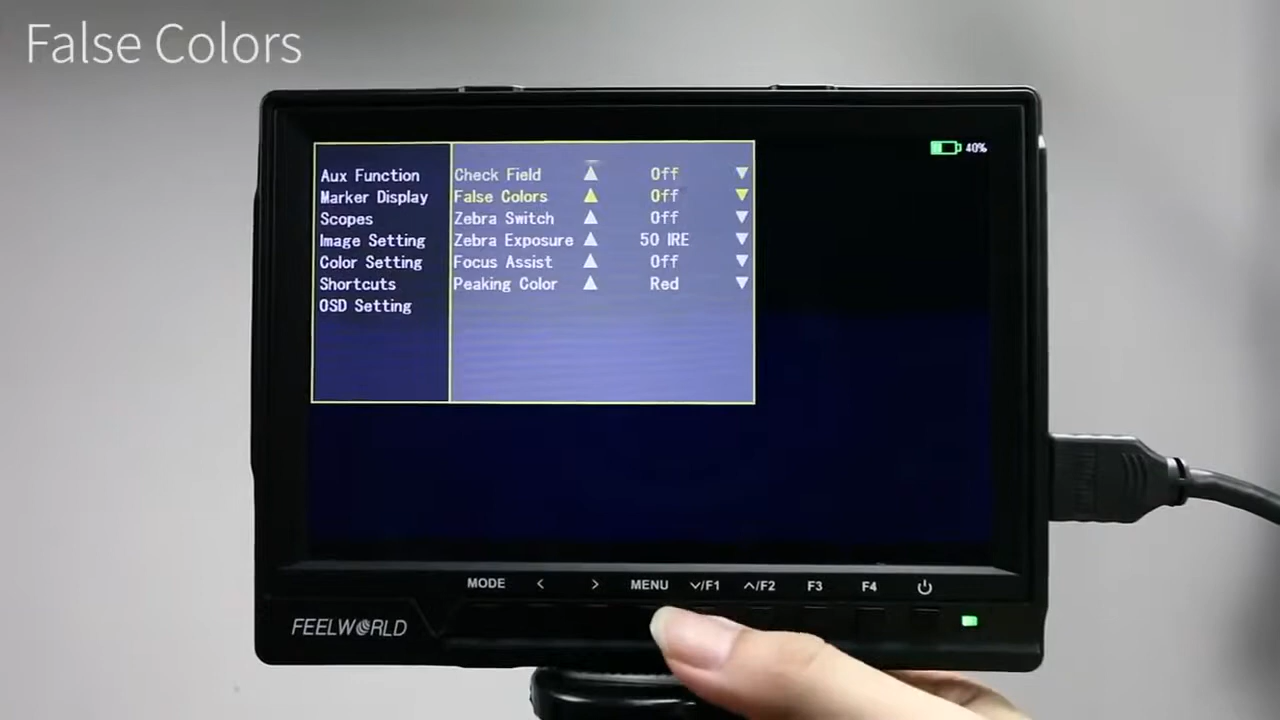 False Colors
40%
Aux Function
Marker Display
Scopes
Image Setting
Color Setting
Shortcuts
OSD Setting
Check Field Off
False Colors Off
Zebra Switch Off
Zebra Exposure 50 IRE
Focus Assist Off
Peaking Color Red
MODE < > MENU ∨/F1 ∧/F2 F3 F4
FEELWORLD